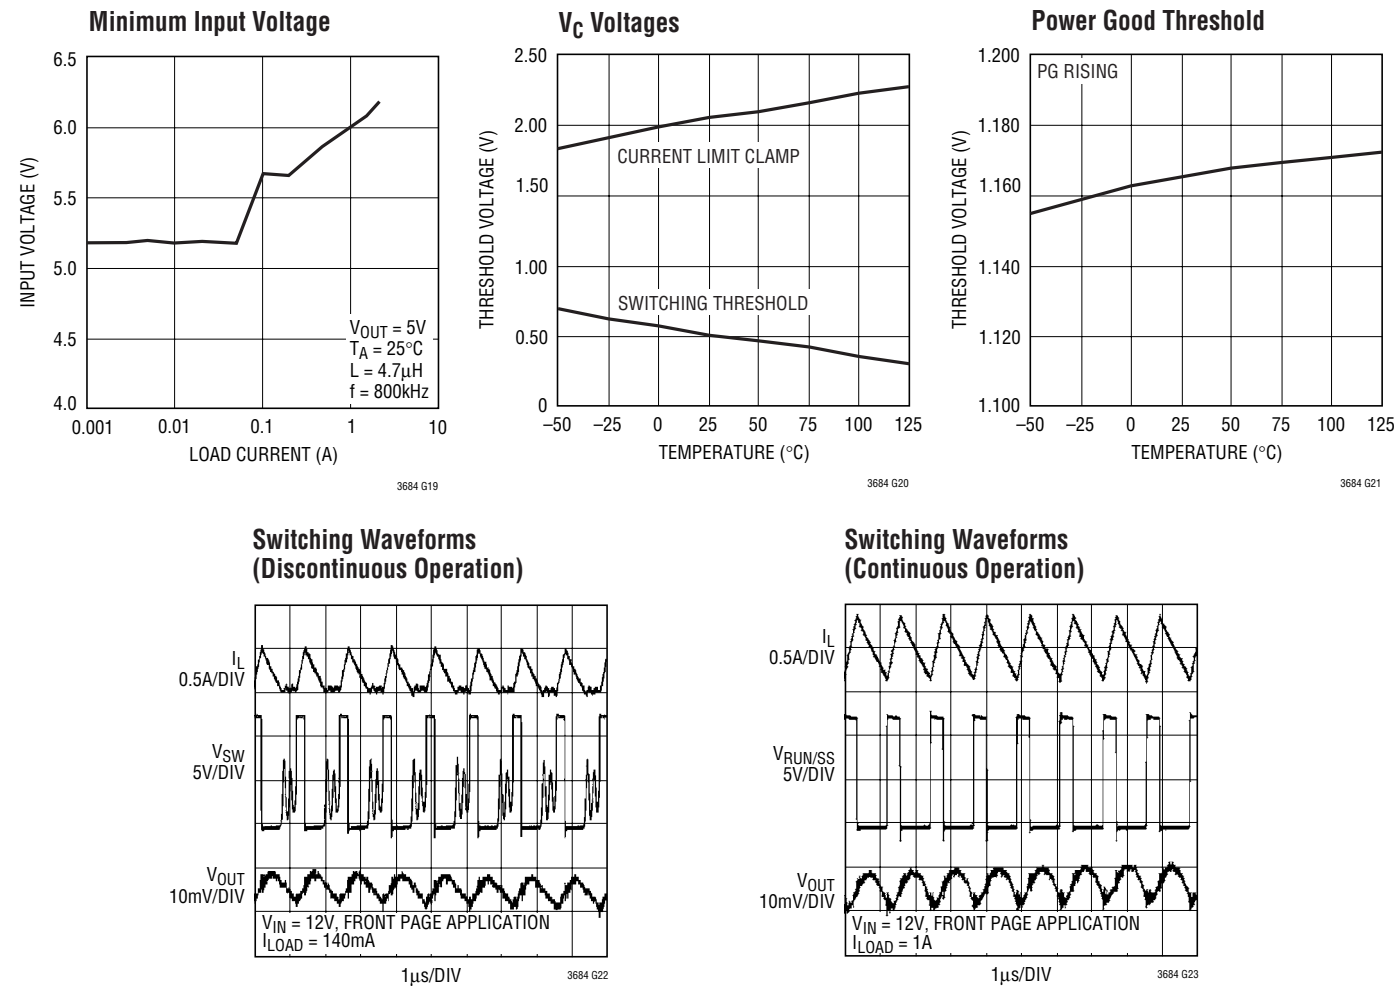 Minimum Input Voltage
6.5
6.0
5.5
5.0
4.5
4.0
INPUT VOLTAGE (V)
VOUT = 5V
TA = 25°C
L = 4.7µH
f = 800kHz
0.001 0.01 0.1 1 10
LOAD CURRENT (A)
3684 G19
VC Voltages
2.50
2.00
1.50
1.00
0.50
0
THRESHOLD VOLTAGE (V)
CURRENT LIMIT CLAMP
SWITCHING THRESHOLD
–50 –25 0 25 50 75 100 125
TEMPERATURE (°C)
3684 G20
Power Good Threshold
1.200
1.180
1.160
1.140
1.120
1.100
THRESHOLD VOLTAGE (V)
PG RISING
–50 –25 0 25 50 75 100 125
TEMPERATURE (°C)
3684 G21
Switching Waveforms
(Discontinuous Operation)
IL
0.5A/DIV
VSW
5V/DIV
VOUT
10mV/DIV
VIN = 12V, FRONT PAGE APPLICATION
ILOAD = 140mA
1µs/DIV
3684 G22
Switching Waveforms
(Continuous Operation)
IL
0.5A/DIV
VRUN/SS
5V/DIV
VOUT
10mV/DIV
VIN = 12V, FRONT PAGE APPLICATION
ILOAD = 1A
1µs/DIV
3684 G23